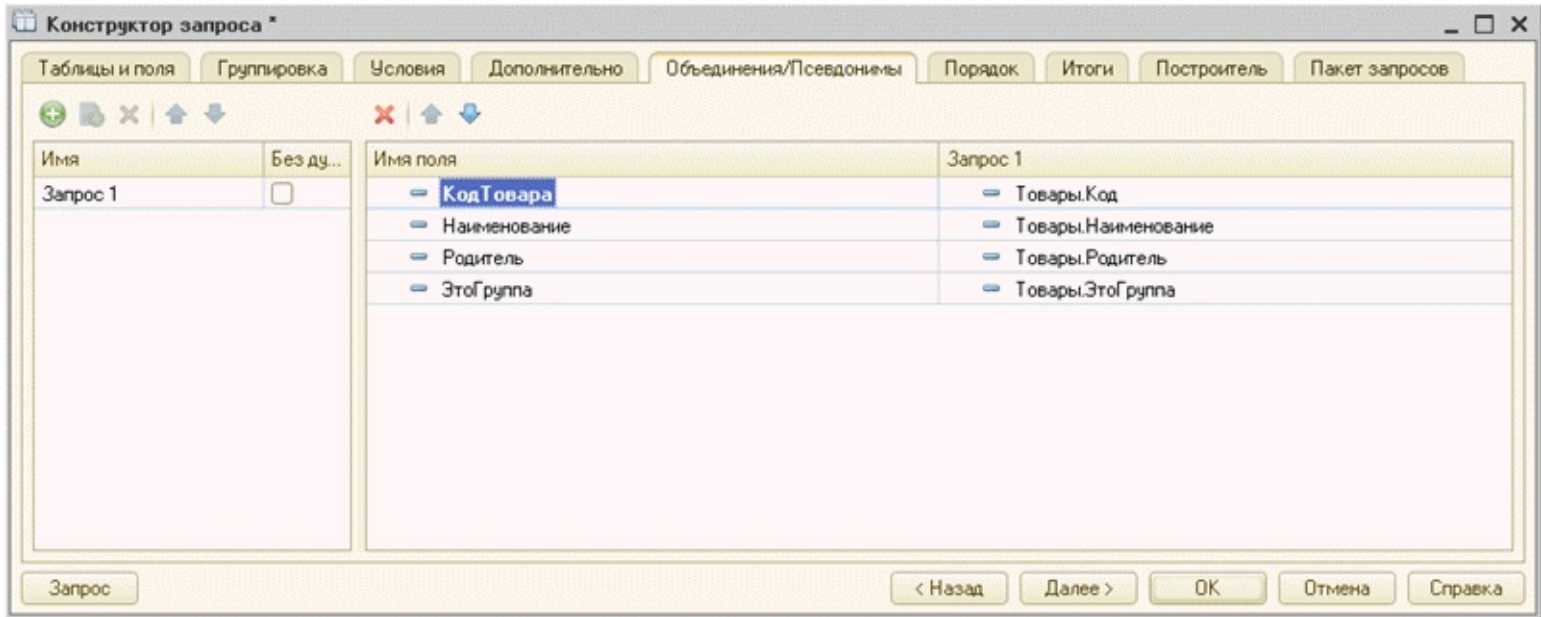 Конструктор запроса *
Таблицы и поля Группировка Условия Дополнительно Объединения/Псевдонимы Порядок Итоги Построитель Пакет запросов
Имя Без ду... Имя поля Запрос 1
Запрос 1 КодТовара Товары.Код
Наименование Товары.Наименование
Родитель Товары.Родитель
ЭтоГруппа Товары.ЭтоГруппа
Запрос < Назад Далее > ОК Отмена Справка